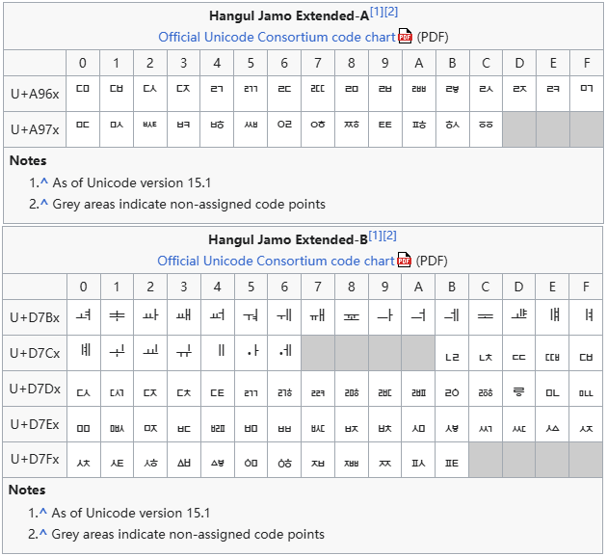 Hangul Jamo Extended-A[1][2]
Official Unicode Consortium code chart (PDF)
0 1 2 3 4 5 6 7 8 9 A B C D E F
U+A96x ꥠ ꥡ ꥢ ꥣ ꥤ ꥥ ꥦ ꥧ ꥨ ꥩ ꥪ ꥫ ꥬ ꥭ ꥮ ꥯ
U+A97x ꥰ ꥱ ꥲ ꥳ ꥴ ꥵ ꥶ ꥷ ꥸ ꥹ ꥺ ꥻ ꥼ
Notes
1.^ As of Unicode version 15.1
2.^ Grey areas indicate non-assigned code points
Hangul Jamo Extended-B[1][2]
Official Unicode Consortium code chart (PDF)
0 1 2 3 4 5 6 7 8 9 A B C D E F
U+D7Bx ힰ ힱ ힲ ힳ ힴ ힵ ힶ ힷ ힸ ힹ ힺ ힻ ힼ ힽ ힾ ힿ
U+D7Cx ퟀ ퟁ ퟂ ퟃ ퟄ ퟅ ퟆ ퟋ ퟌ ퟍ ퟎ ퟏ
U+D7Dx ퟐ ퟑ ퟒ ퟓ ퟔ ퟕ ퟖ ퟗ ퟘ ퟙ ퟚ ퟛ ퟜ ퟝ ퟞ ퟟ
U+D7Ex ퟠ ퟡ ퟢ ퟣ ퟤ ퟥ ퟦ ퟧ ퟨ ퟩ ퟪ ퟫ ퟬ ퟭ ퟮ ퟯ
U+D7Fx ퟰ ퟱ ퟲ ퟳ ퟴ ퟵ ퟶ ퟷ ퟸ ퟹ ퟺ ퟻ
Notes
1.^ As of Unicode version 15.1
2.^ Grey areas indicate non-assigned code points